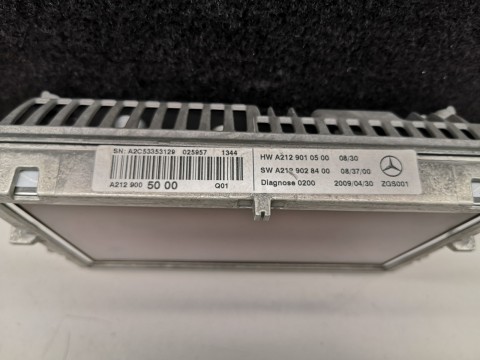 SN: A2C53353129 025957 1344
A212 900 50 00 Q01
HW A212 901 05 00 08/30
SW A212 902 84 00 08/37/00
Diagnose 0200 2009/04/30 ZGS001